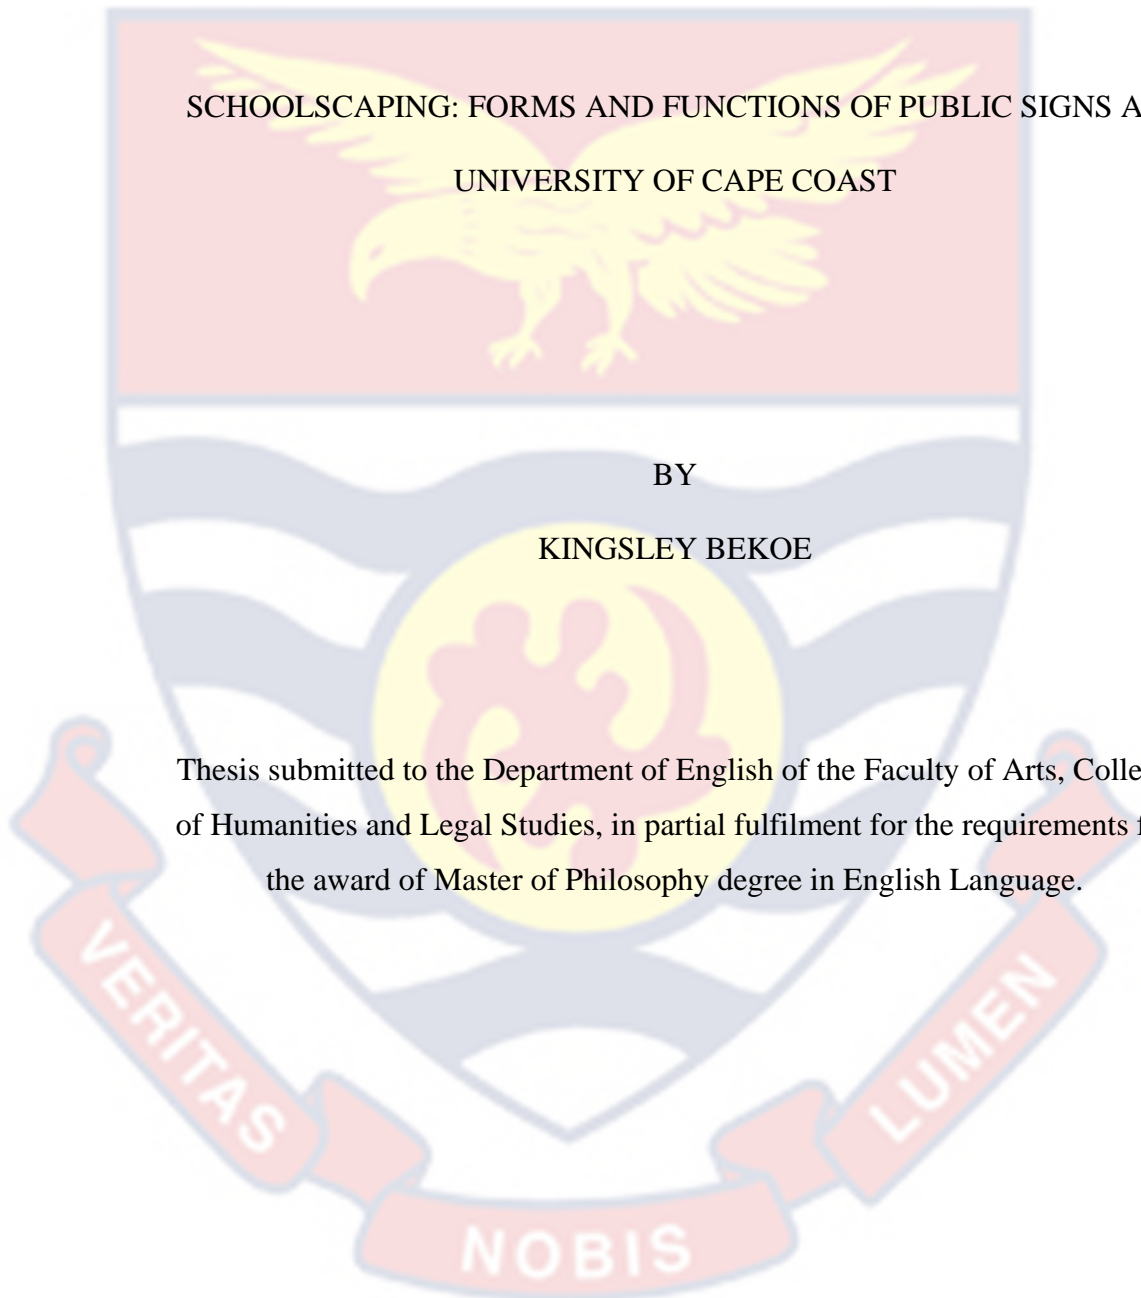 SCHOOLSCAPING: FORMS AND FUNCTIONS OF PUBLIC SIGNS A
UNIVERSITY OF CAPE COAST
BY
KINGSLEY BEKOE
Thesis submitted to the Department of English of the Faculty of Arts, Colle
of Humanities and Legal Studies, in partial fulfilment for the requirements f
the award of Master of Philosophy degree in English Language.
VERITAS
NOBIS
LUMEN